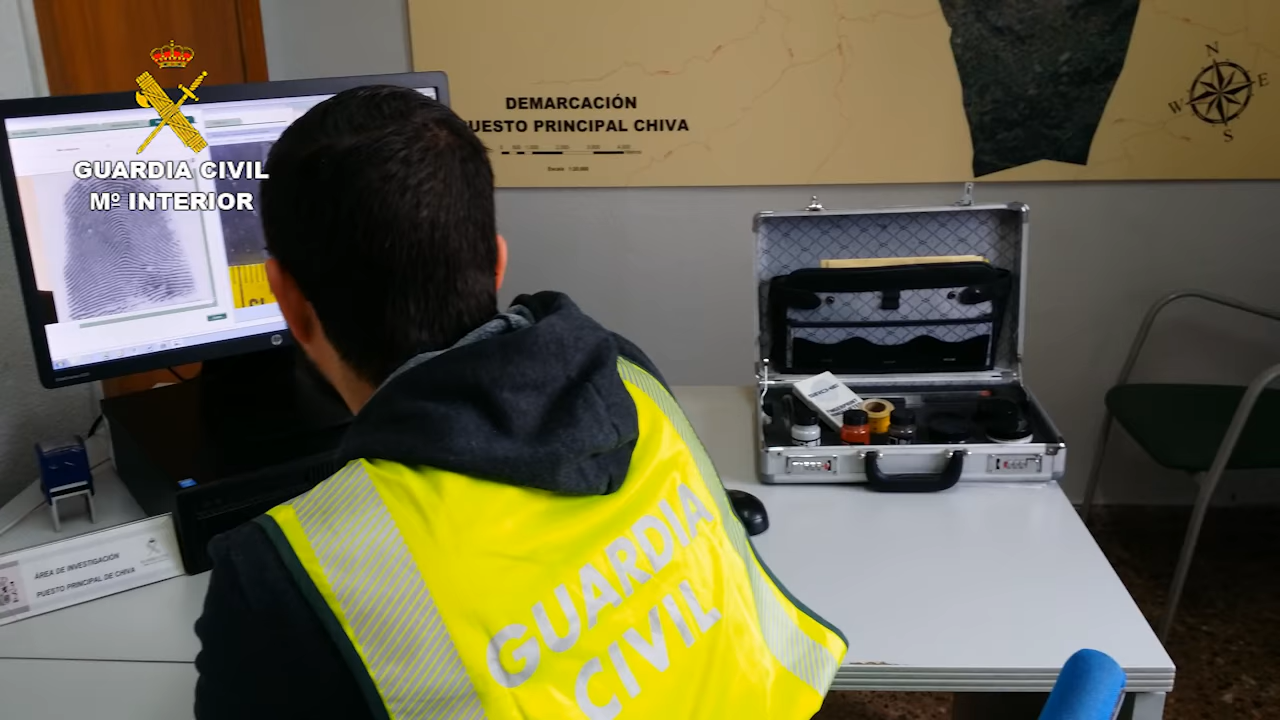 GUARDIA CIVIL
Mº INTERIOR
DEMARCACIÓN
PUESTO PRINCIPAL CHIVA
N
W
E
S
ÁREA DE INVESTIGACIÓN
PUESTO PRINCIPAL DE CHIVA
GUARDIA
CIVIL